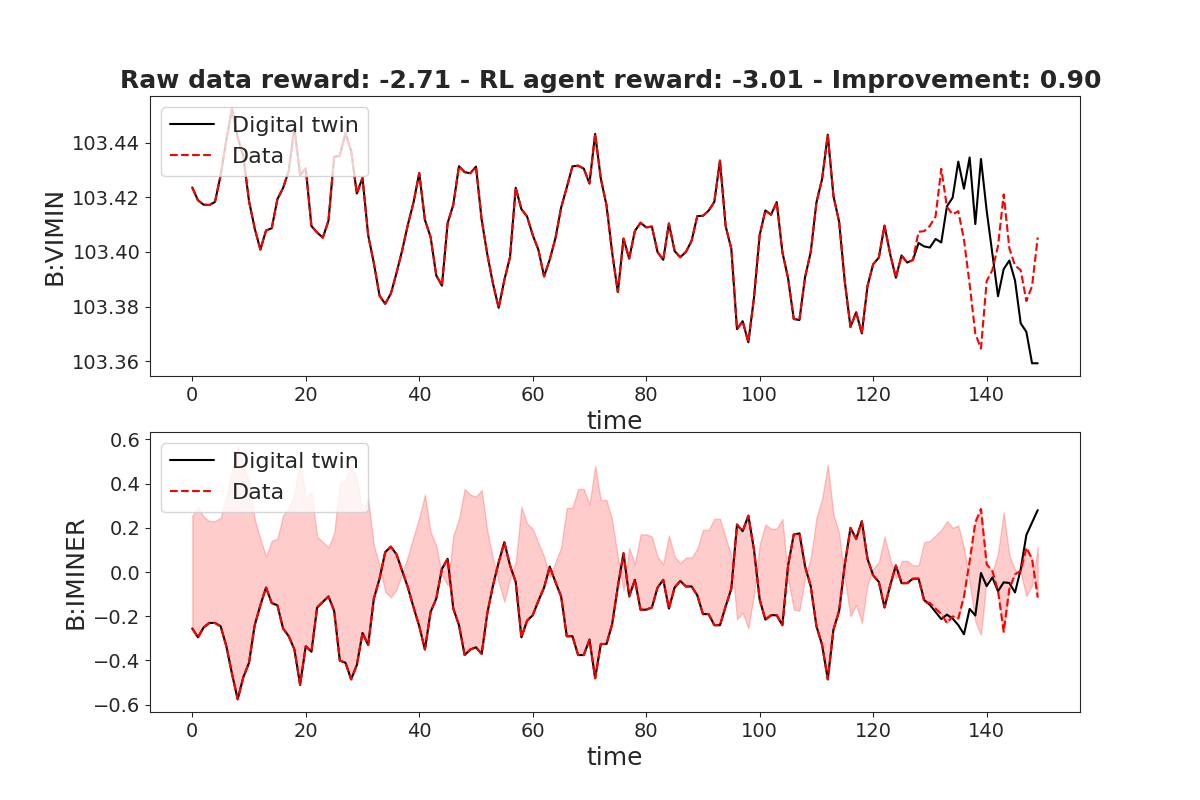 Raw data reward: -2.71 - RL agent reward: -3.01 - Improvement: 0.90
Digital twin
Data
103.44
103.42
103.40
103.38
103.36
B:VIMIN
0 20 40 60 80 100 120 140
time
Digital twin
Data
0.6
0.4
0.2
0.0
−0.2
−0.4
−0.6
B:IMINER
0 20 40 60 80 100 120 140
time